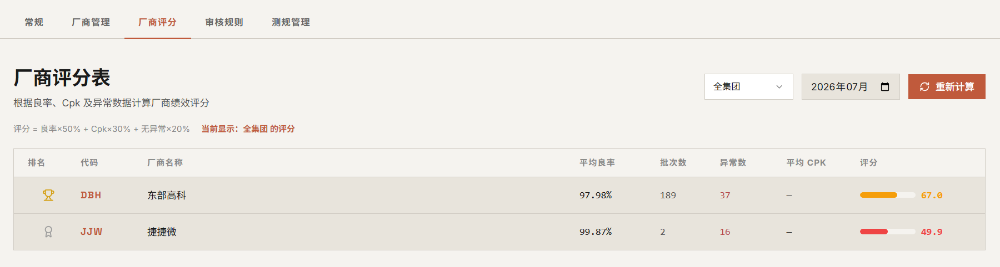 常规 厂商管理 厂商评分 审核规则 测规管理
厂商评分表
全集团 2026年07月 重新计算
根据良率、Cpk 及异常数据计算厂商绩效评分
评分 = 良率×50% + Cpk×30% + 无异常×20% 当前显示：全集团 的评分
排名 代码 厂商名称 平均良率 批次数 异常数 平均 CPK 评分
DBH 东部高科 97.98% 189 37 — 67.0
JJW 捷捷微 99.87% 2 16 — 49.9